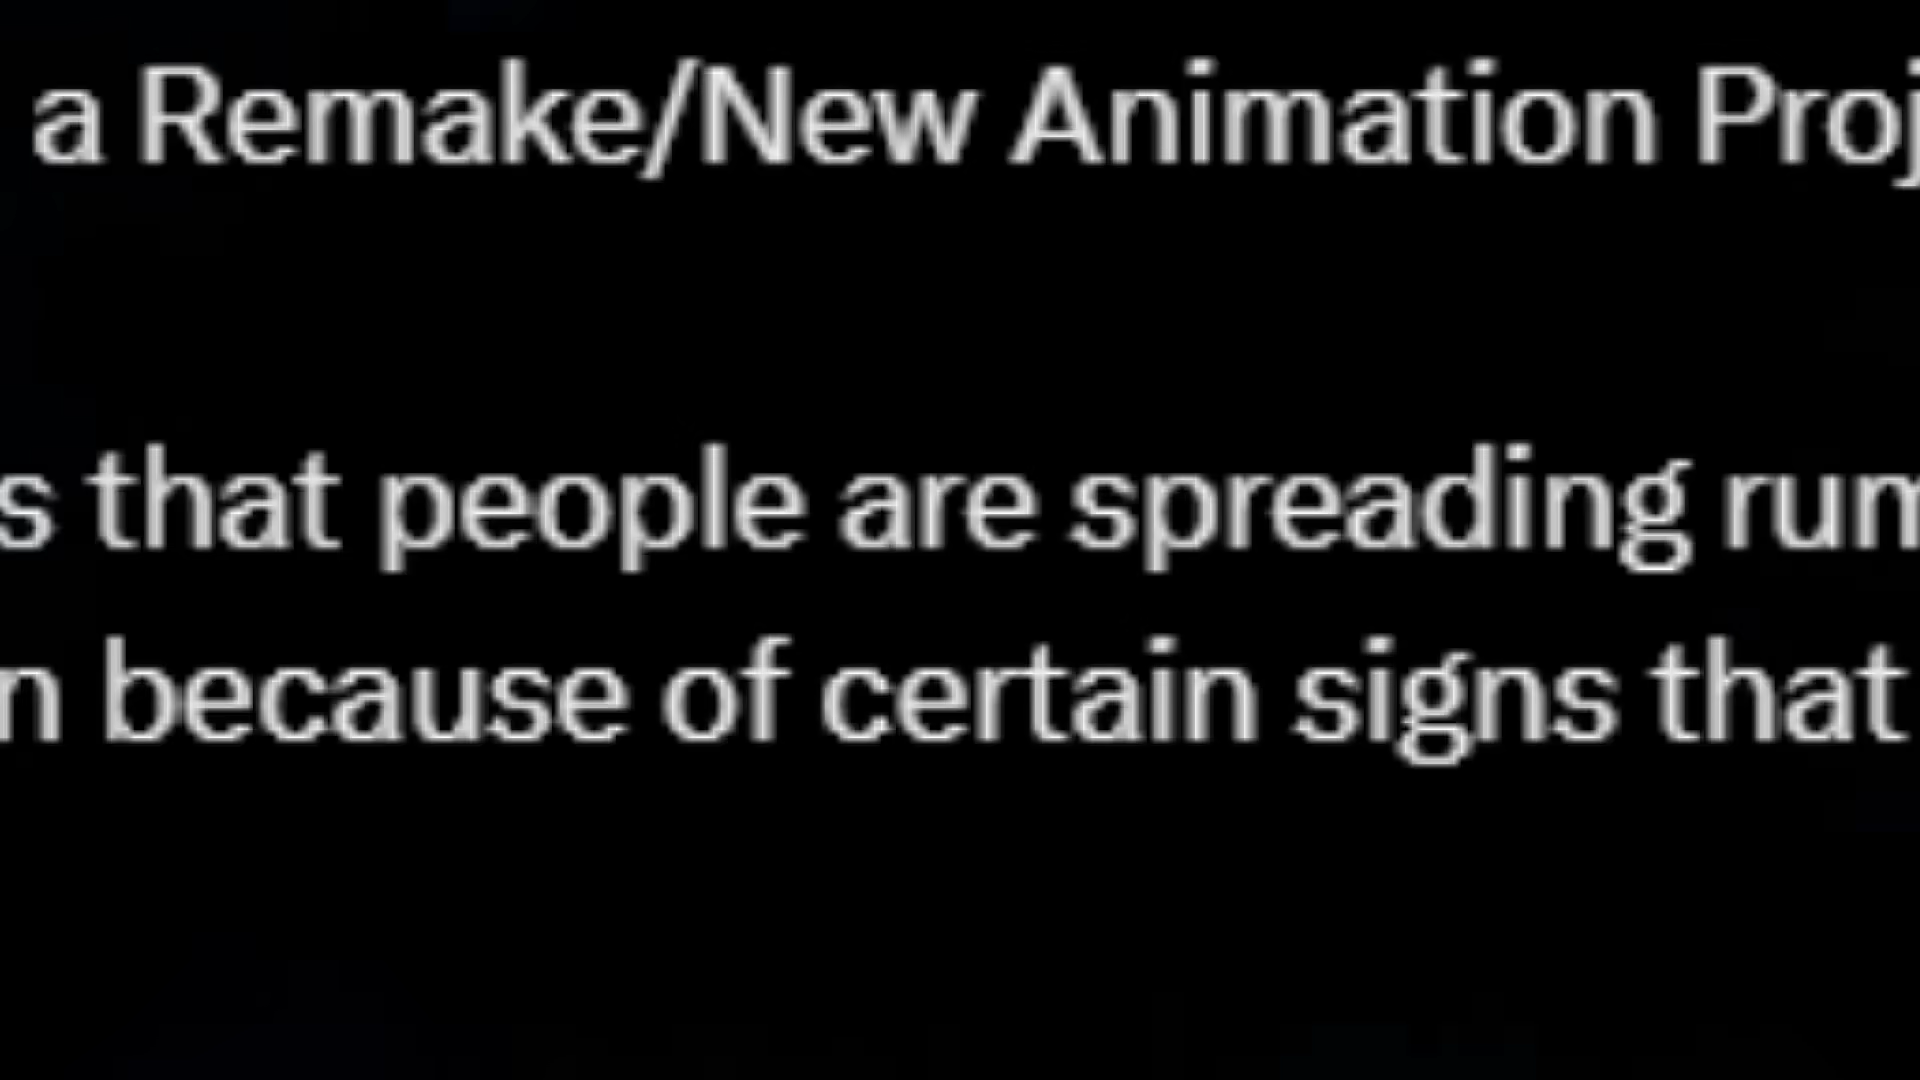 a Remake/New Animation Proj
s that people are spreading rum
n because of certain signs that